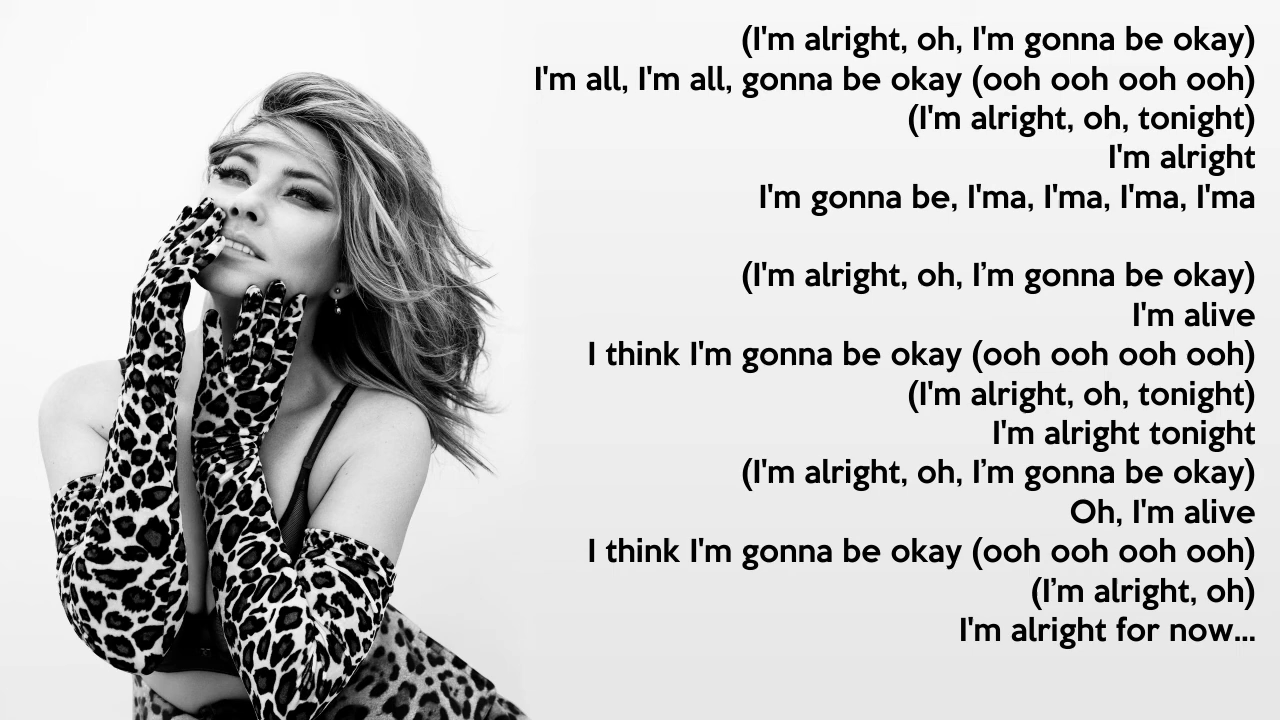 (I'm alright, oh, I'm gonna be okay)
I'm all, I'm all, gonna be okay (ooh ooh ooh ooh)
(I'm alright, oh, tonight)
I'm alright
I'm gonna be, I'ma, I'ma, I'ma, I'ma

(I'm alright, oh, I’m gonna be okay)
I'm alive
I think I'm gonna be okay (ooh ooh ooh ooh)
(I'm alright, oh, tonight)
I'm alright tonight
(I'm alright, oh, I’m gonna be okay)
Oh, I'm alive
I think I'm gonna be okay (ooh ooh ooh ooh)
(I’m alright, oh)
I'm alright for now...